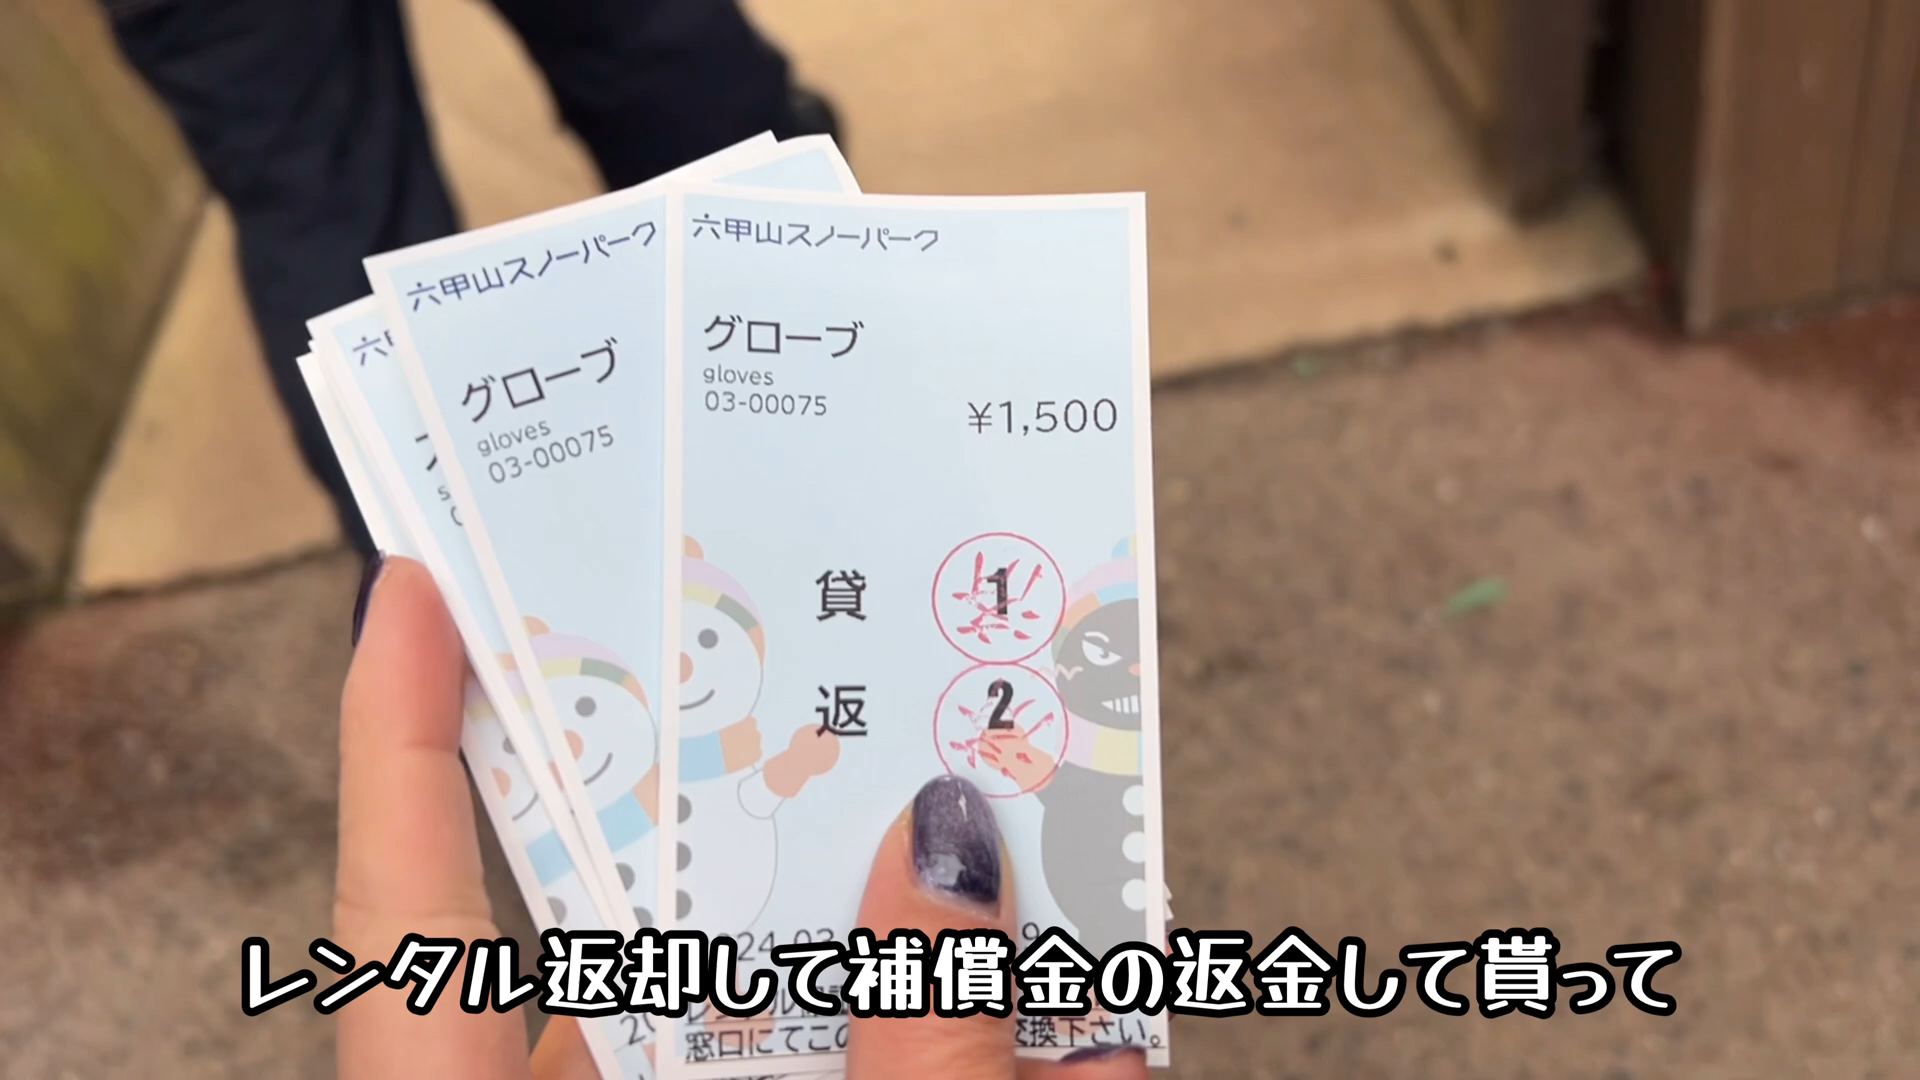 六甲山スノーパーク
グローブ
gloves
03-00075
¥1,500
貸 1
返 2
窓口にてこの
交換下さい。
六甲山スノーパーク
グローブ
gloves
03-00075
六甲
レンタル返却して補償金の返金して貰って